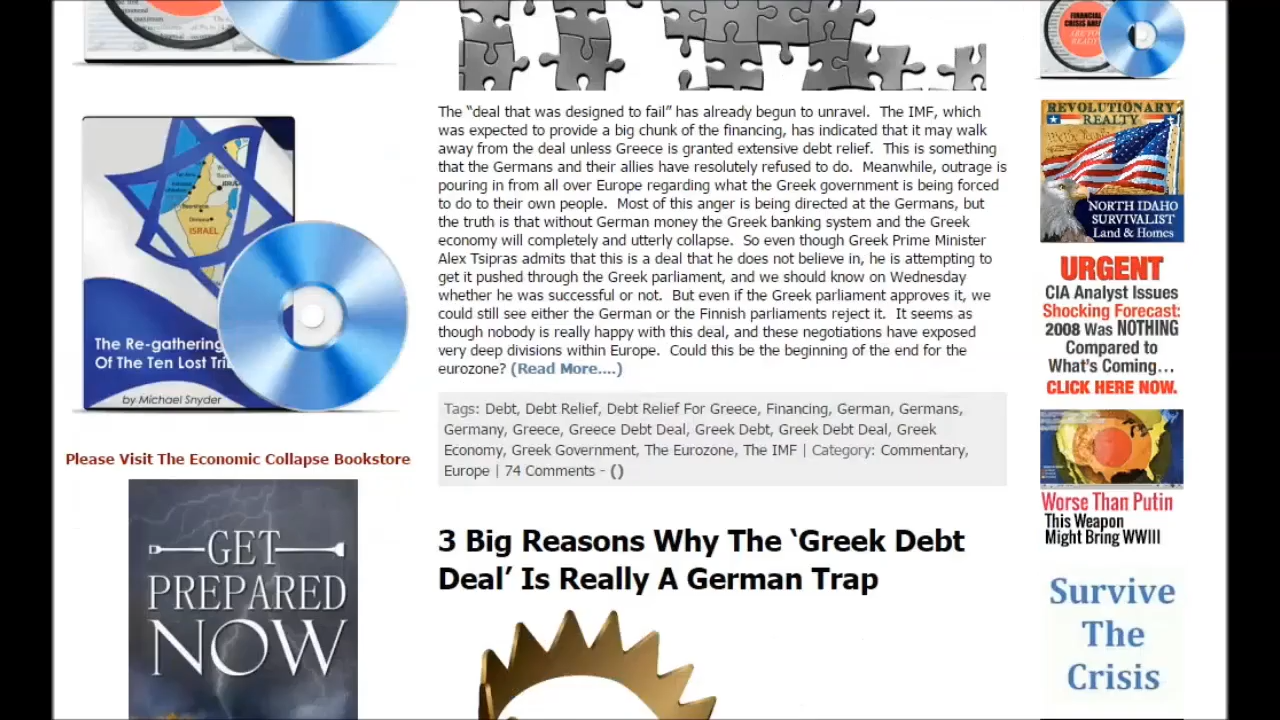 The “deal that was designed to fail” has already begun to unravel.  The IMF, which
was expected to provide a big chunk of the financing, has indicated that it may walk
away from the deal unless Greece is granted extensive debt relief.  This is something
that the Germans and their allies have resolutely refused to do.  Meanwhile, outrage is
pouring in from all over Europe regarding what the Greek government is being forced
to do to their own people.  Most of this anger is being directed at the Germans, but
the truth is that without German money the Greek banking system and the Greek
economy will completely and utterly collapse.  So even though Greek Prime Minister
Alex Tsipras admits that this is a deal that he does not believe in, he is attempting to
get it pushed through the Greek parliament, and we should know on Wednesday
whether he was successful or not.  But even if the Greek parliament approves it, we
could still see either the German or the Finnish parliaments reject it.  It seems as
though nobody is really happy with this deal, and these negotiations have exposed
very deep divisions within Europe.  Could this be the beginning of the end for the
eurozone? (Read More....)
Tags: Debt, Debt Relief, Debt Relief For Greece, Financing, German, Germans,
Germany, Greece, Greece Debt Deal, Greek Debt, Greek Debt Deal, Greek
Economy, Greek Government, The Eurozone, The IMF | Category: Commentary,
Europe | 74 Comments - ()
3 Big Reasons Why The ‘Greek Debt
Deal’ Is Really A German Trap
ISRAEL
The Re-gathering
Of The Ten Lost Tri
by Michael Snyder
Please Visit The Economic Collapse Bookstore
GET
PREPARED
NOW
FINANCIAL
CRISIS
REVOLUTIONARY
REALTY
NORTH IDAHO
SURVIVALIST
Land & Homes
URGENT
CIA Analyst Issues
Shocking Forecast:
2008 Was NOTHING
Compared to
What's Coming...
CLICK HERE NOW.
Worse Than Putin
This Weapon
Might Bring WWIII
Survive
The
Crisis